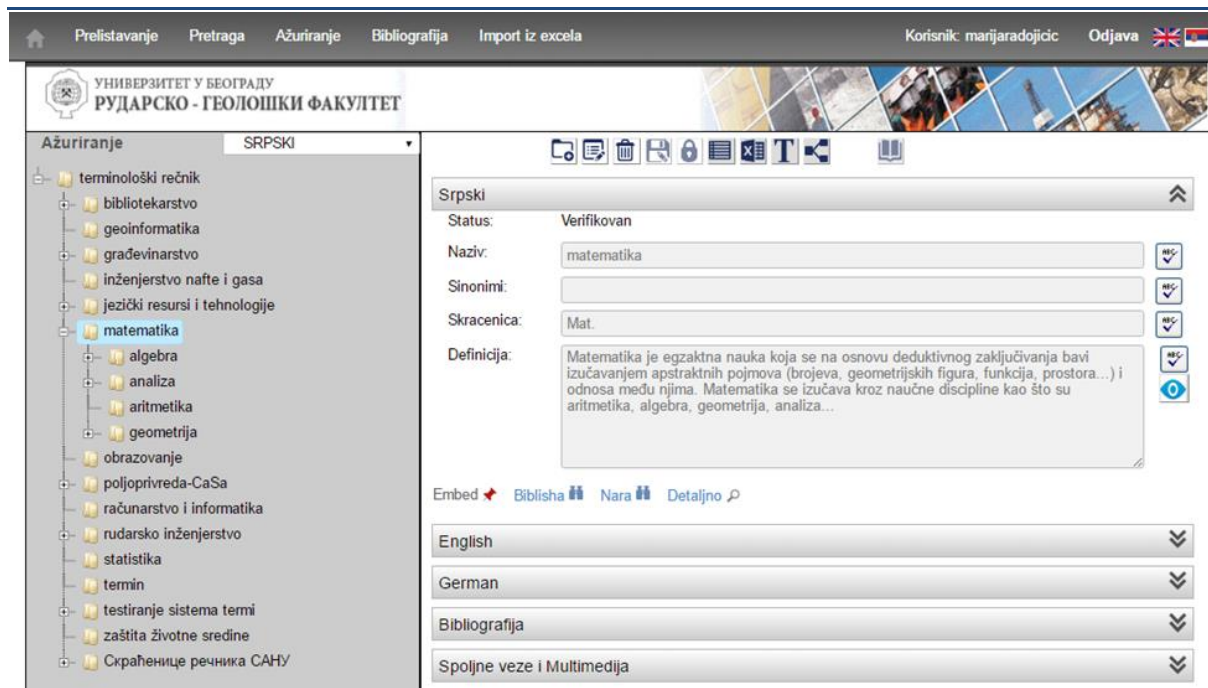 Prelistavanje Pretraga Ažuriranje Bibliografija Import iz excela Korisnik: marijaradojicic Odjava
УНИВЕРЗИТЕТ У БЕОГРАДУ
РУДАРСКО - ГЕОЛОШКИ ФАКУЛТЕТ
Ažuriranje SRPSKI
terminološki rečnik
bibliotekarstvo
geoinformatika
građevinarstvo
inženjerstvo nafte i gasa
jezički resursi i tehnologije
matematika
algebra
analiza
aritmetika
geometrija
obrazovanje
poljoprivreda-CaSa
računarstvo i informatika
rudarsko inženjerstvo
statistika
termin
testiranje sistema termi
zaštita životne sredine
Скраћенице речника САНУ
Srpski
Status: Verifikovan
Naziv: matematika
Sinonimi:
Skracenica: Mat.
Definicija: Matematika je egzaktna nauka koja se na osnovu deduktivnog zaključivanja bavi
izučavanjem apstraktnih pojmova (brojeva, geometrijskih figura, funkcija, prostora...) i
odnosa među njima. Matematika se izučava kroz naučne discipline kao što su
aritmetika, algebra, geometrija, analiza...
Embed Biblisha Nara Detaljno
English
German
Bibliografija
Spoljne veze i Multimedija